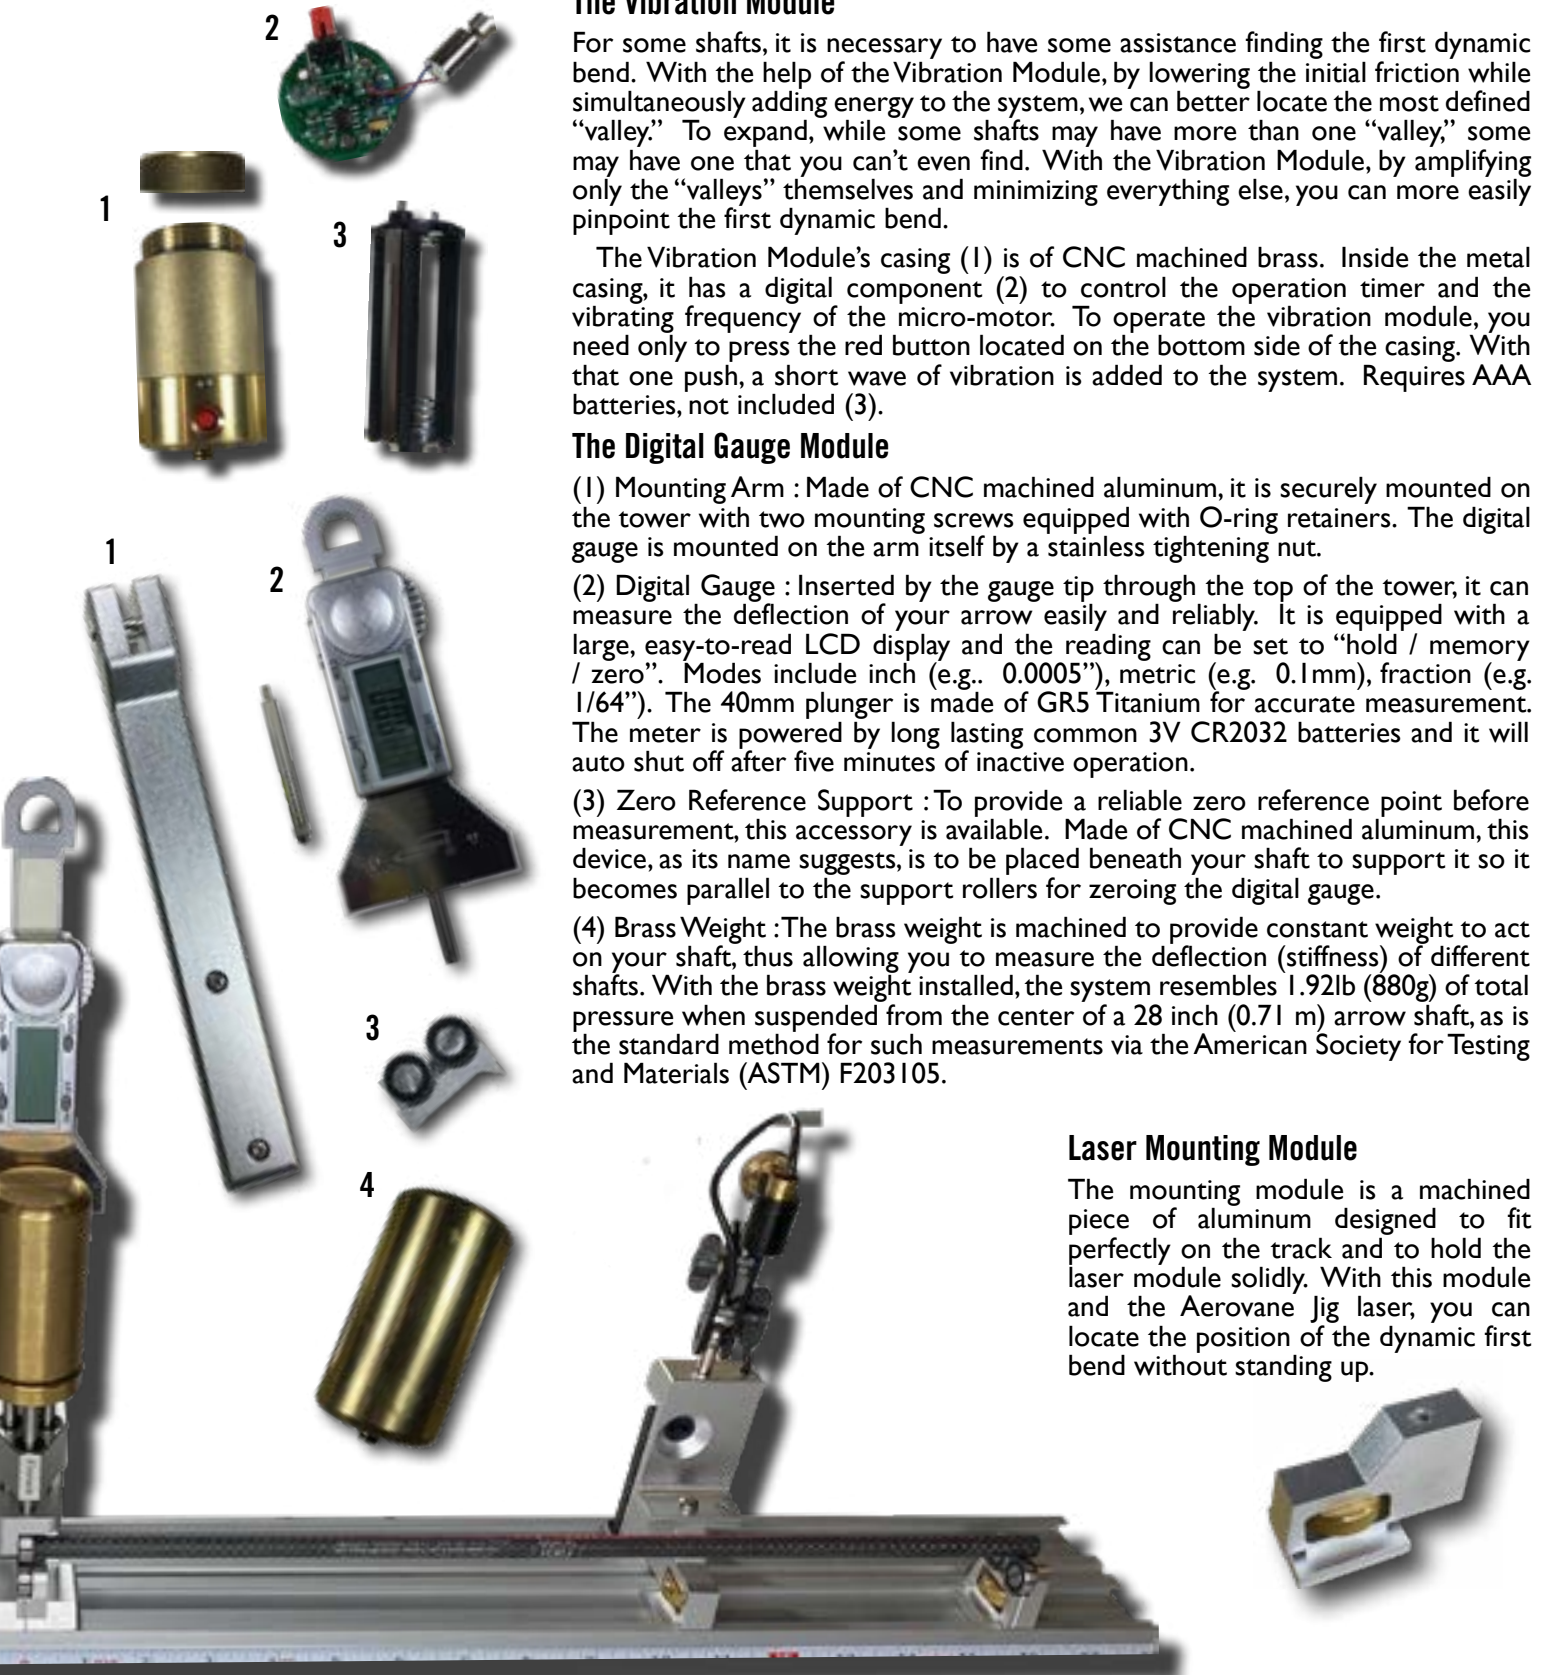 The Vibration Module
For some shafts, it is necessary to have some assistance finding the first dynamic
bend. With the help of the Vibration Module, by lowering the initial friction while
simultaneously adding energy to the system, we can better locate the most defined
“valley.” To expand, while some shafts may have more than one “valley,” some
may have one that you can’t even find. With the Vibration Module, by amplifying
only the “valleys” themselves and minimizing everything else, you can more easily
pinpoint the first dynamic bend.
The Vibration Module’s casing (1) is of CNC machined brass. Inside the metal
casing, it has a digital component (2) to control the operation timer and the
vibrating frequency of the micro-motor. To operate the vibration module, you
need only to press the red button located on the bottom side of the casing. With
that one push, a short wave of vibration is added to the system. Requires AAA
batteries, not included (3).
2
1
3
The Digital Gauge Module
(1) Mounting Arm : Made of CNC machined aluminum, it is securely mounted on
the tower with two mounting screws equipped with O-ring retainers. The digital
gauge is mounted on the arm itself by a stainless tightening nut.
(2) Digital Gauge : Inserted by the gauge tip through the top of the tower, it can
measure the deflection of your arrow easily and reliably. It is equipped with a
large, easy-to-read LCD display and the reading can be set to “hold / memory
/ zero”. Modes include inch (e.g.. 0.0005”), metric (e.g. 0.1mm), fraction (e.g.
1/64”). The 40mm plunger is made of GR5 Titanium for accurate measurement.
The meter is powered by long lasting common 3V CR2032 batteries and it will
auto shut off after five minutes of inactive operation.
(3) Zero Reference Support : To provide a reliable zero reference point before
measurement, this accessory is available. Made of CNC machined aluminum, this
device, as its name suggests, is to be placed beneath your shaft to support it so it
becomes parallel to the support rollers for zeroing the digital gauge.
(4) Brass Weight : The brass weight is machined to provide constant weight to act
on your shaft, thus allowing you to measure the deflection (stiffness) of different
shafts. With the brass weight installed, the system resembles 1.92lb (880g) of total
pressure when suspended from the center of a 28 inch (0.71 m) arrow shaft, as is
the standard method for such measurements via the American Society for Testing
and Materials (ASTM) F203105.
1
2
3
4
Laser Mounting Module
The mounting module is a machined
piece of aluminum designed to fit
perfectly on the track and to hold the
laser module solidly. With this module
and the Aerovane Jig laser, you can
locate the position of the dynamic first
bend without standing up.